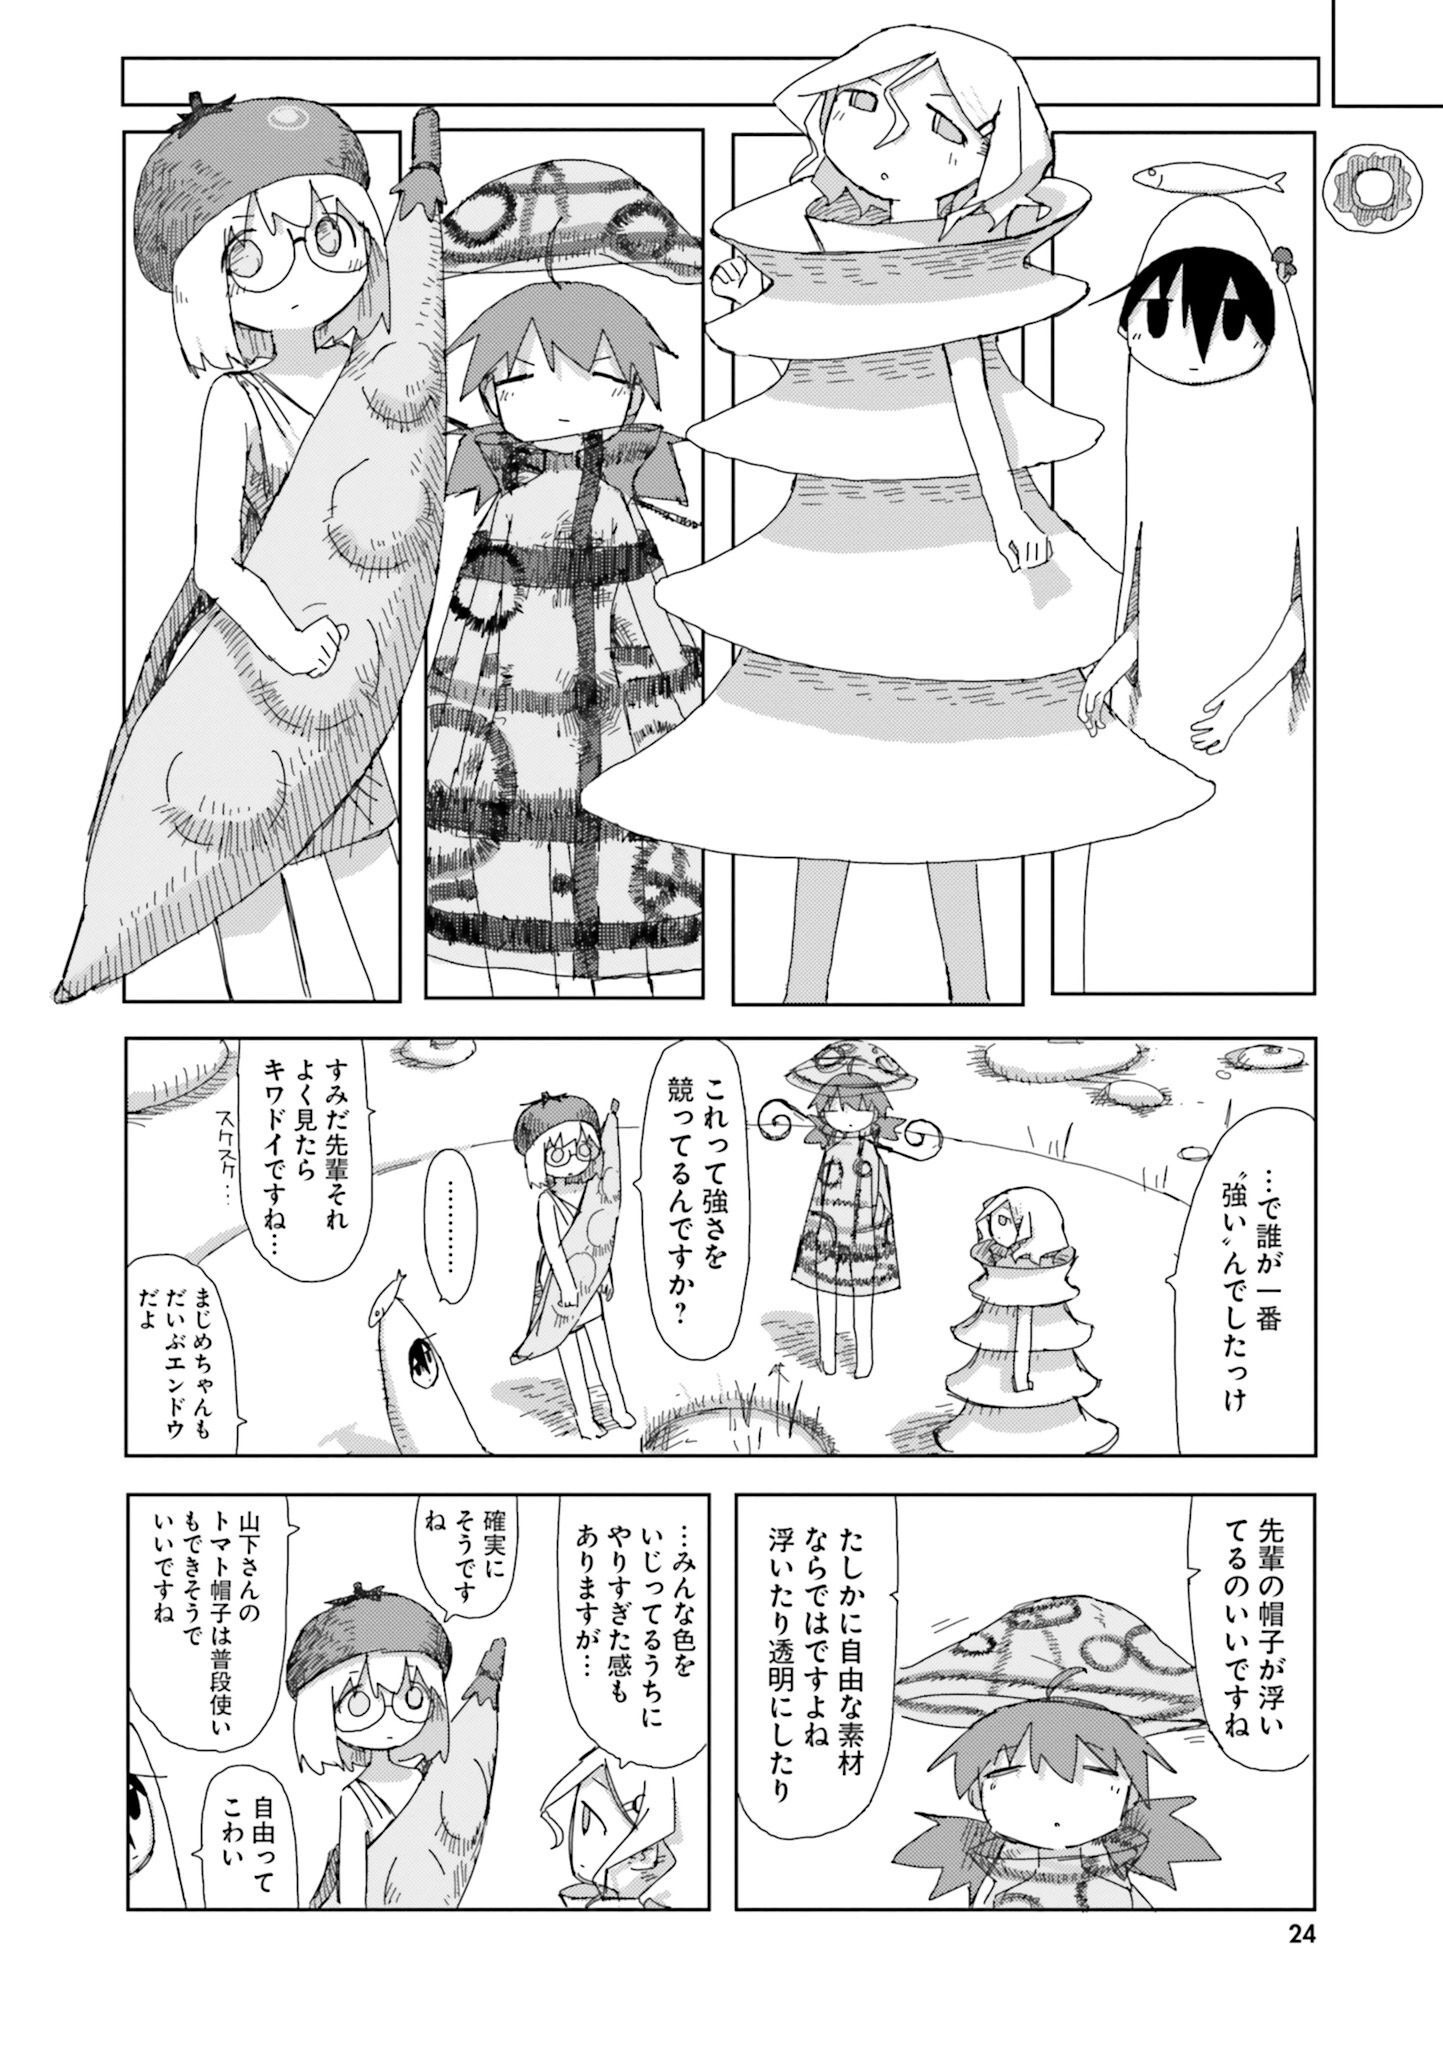 …で誰が一番
〝強い〟んでしたっけ
これって強さを
競ってるんですか？
…………
すみだ先輩それ
よく見たら
キワドイですね…
スケスケ…
まじめちゃんも
だいぶエンドウ
だよ
先輩の帽子が浮い
てるのいいですね
たしかに自由な素材
ならではですよね
浮いたり透明にしたり
…みんな色を
いじってるうちに
やりすぎた感も
ありますが…
確実に
そうです
ね
山下さんの
トマト帽子は普段使い
もできそうで
いいですね
自由って
こわい
24